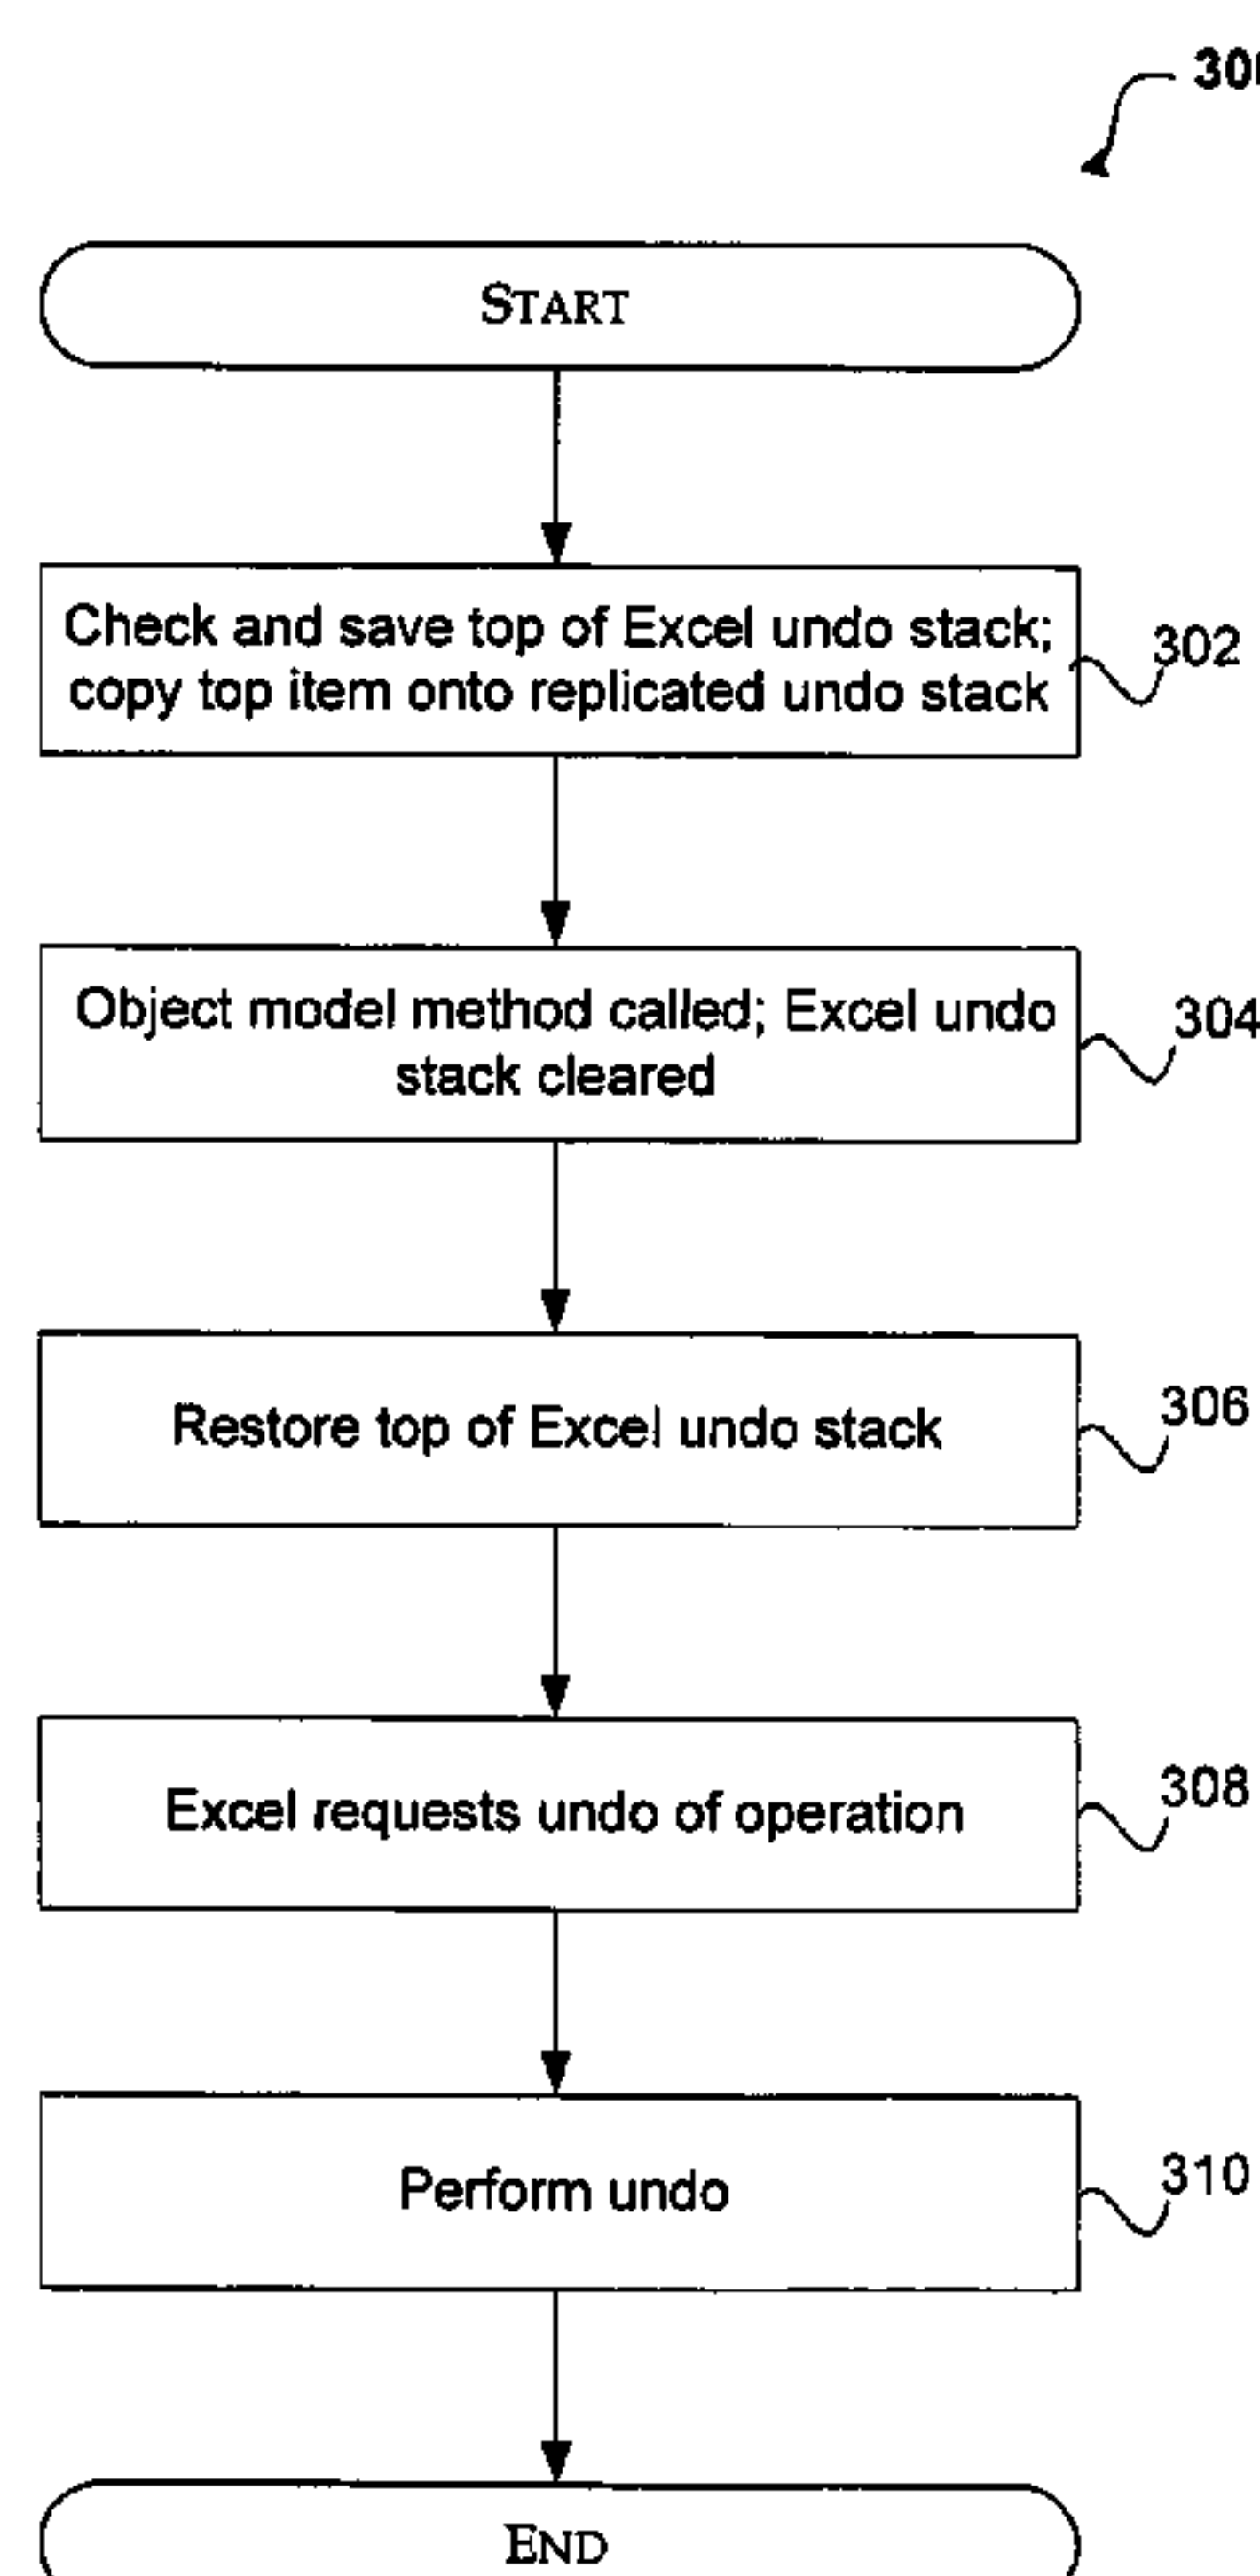 START
Check and save top of Excel undo stack;
copy top item onto replicated undo stack
302
Object model method called; Excel undo
stack cleared
304
Restore top of Excel undo stack
306
Excel requests undo of operation
308
Perform undo
310
END